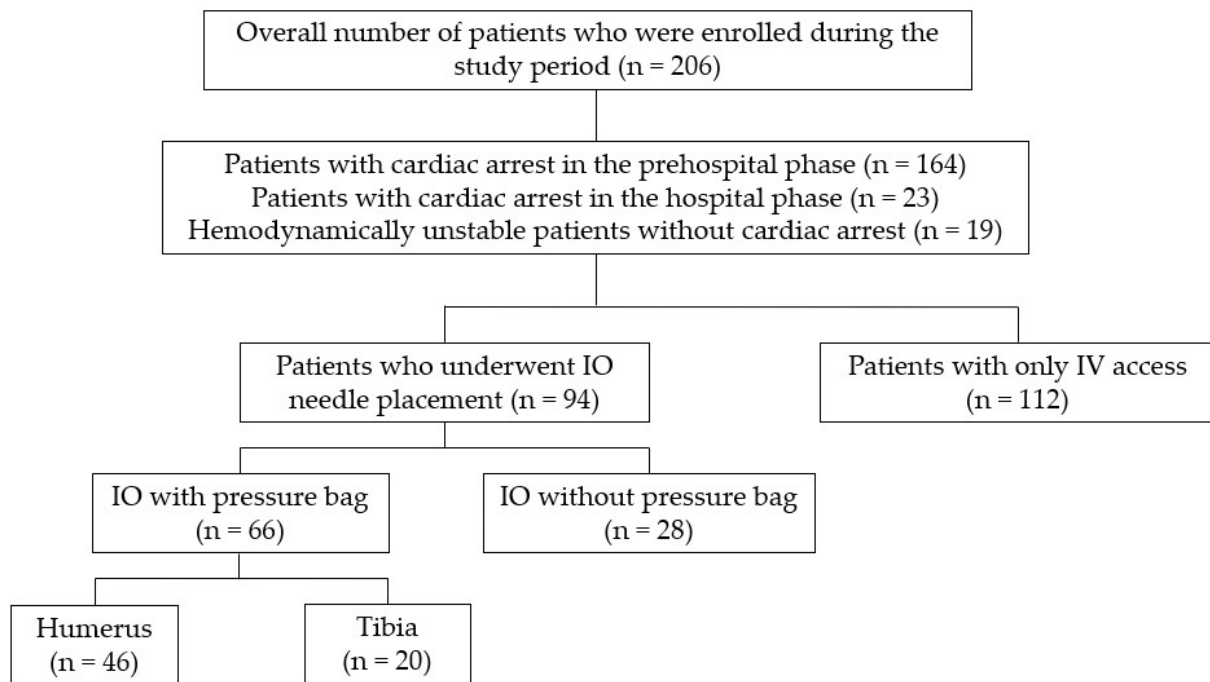 Overall number of patients who were enrolled during the
study period (n = 206)
Patients with cardiac arrest in the prehospital phase (n = 164)
Patients with cardiac arrest in the hospital phase (n = 23)
Hemodynamically unstable patients without cardiac arrest (n = 19)
Patients who underwent IO
needle placement (n = 94)
Patients with only IV access
(n = 112)
IO with pressure bag
(n = 66)
IO without pressure bag
(n = 28)
Humerus
(n = 46)
Tibia
(n = 20)